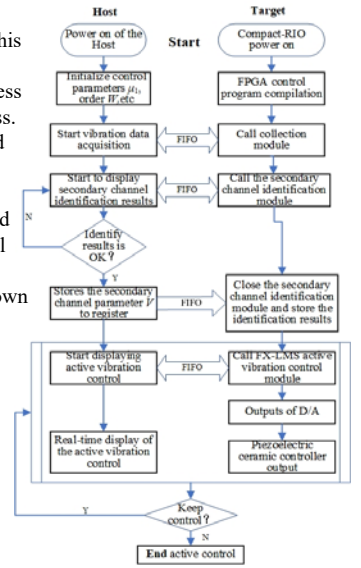 his
ess
s.
d
d
l
own
Host
Target
Start
Power on of the
Host
Compact-RIO
power on
Initialize control
parameters μ₁,
order W,etc
FPGA control
program compilation
Start vibration data
acquisition
FIFO
Call collection
module
Start to display
secondary channel
identification results
FIFO
Call the secondary
channel identification
module
N
Identify
results is
OK?
Y
Stores the secondary
channel parameter V
to register
FIFO
Close the secondary
channel identification
module and store the
identification results
Start displaying
active vibration
control
FIFO
Call FX-LMS active
vibration control
module
Outputs of D/A
Real-time display of
the active vibration
control
Piezoelectric
ceramic controller
output
Y
Keep
control?
N
End active control